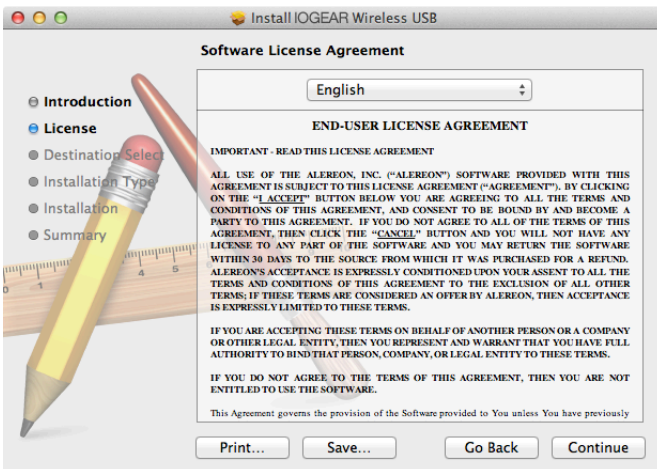 Install IOGEAR Wireless USB
Software License Agreement
Introduction
License
Destination Select
Installation Type
Installation
Summary
English
END-USER LICENSE AGREEMENT
IMPORTANT - READ THIS LICENSE AGREEMENT
ALL USE OF THE ALEREON, INC. (“ALEREON”) SOFTWARE PROVIDED WITH THIS
AGREEMENT IS SUBJECT TO THIS LICENSE AGREEMENT (“AGREEMENT”). BY CLICKING
ON THE “I ACCEPT” BUTTON BELOW YOU ARE AGREEING TO ALL THE TERMS AND
CONDITIONS OF THIS AGREEMENT, AND CONSENT TO BE BOUND BY AND BECOME A
PARTY TO THIS AGREEMENT. IF YOU DO NOT AGREE TO ALL OF THE TERMS OF THIS
AGREEMENT, THEN CLICK THE “CANCEL” BUTTON AND YOU WILL NOT HAVE ANY
LICENSE TO ANY PART OF THE SOFTWARE AND YOU MAY RETURN THE SOFTWARE
WITHIN 30 DAYS TO THE SOURCE FROM WHICH IT WAS PURCHASED FOR A REFUND.
ALEREON'S ACCEPTANCE IS EXPRESSLY CONDITIONED UPON YOUR ASSENT TO ALL THE
TERMS AND CONDITIONS OF THIS AGREEMENT TO THE EXCLUSION OF ALL OTHER
TERMS; IF THESE TERMS ARE CONSIDERED AN OFFER BY ALEREON, THEN ACCEPTANCE
IS EXPRESSLY LIMITED TO THESE TERMS.
IF YOU ARE ACCEPTING THESE TERMS ON BEHALF OF ANOTHER PERSON OR A COMPANY
OR OTHER LEGAL ENTITY, THEN YOU REPRESENT AND WARRANT THAT YOU HAVE FULL
AUTHORITY TO BIND THAT PERSON, COMPANY, OR LEGAL ENTITY TO THESE TERMS.
IF YOU DO NOT AGREE TO THE TERMS OF THIS AGREEMENT, THEN YOU ARE NOT
ENTITLED TO USE THE SOFTWARE.
This Agreement governs the provision of the Software provided to You unless You have previously
0 1 4 5
Print...
Save...
Go Back
Continue